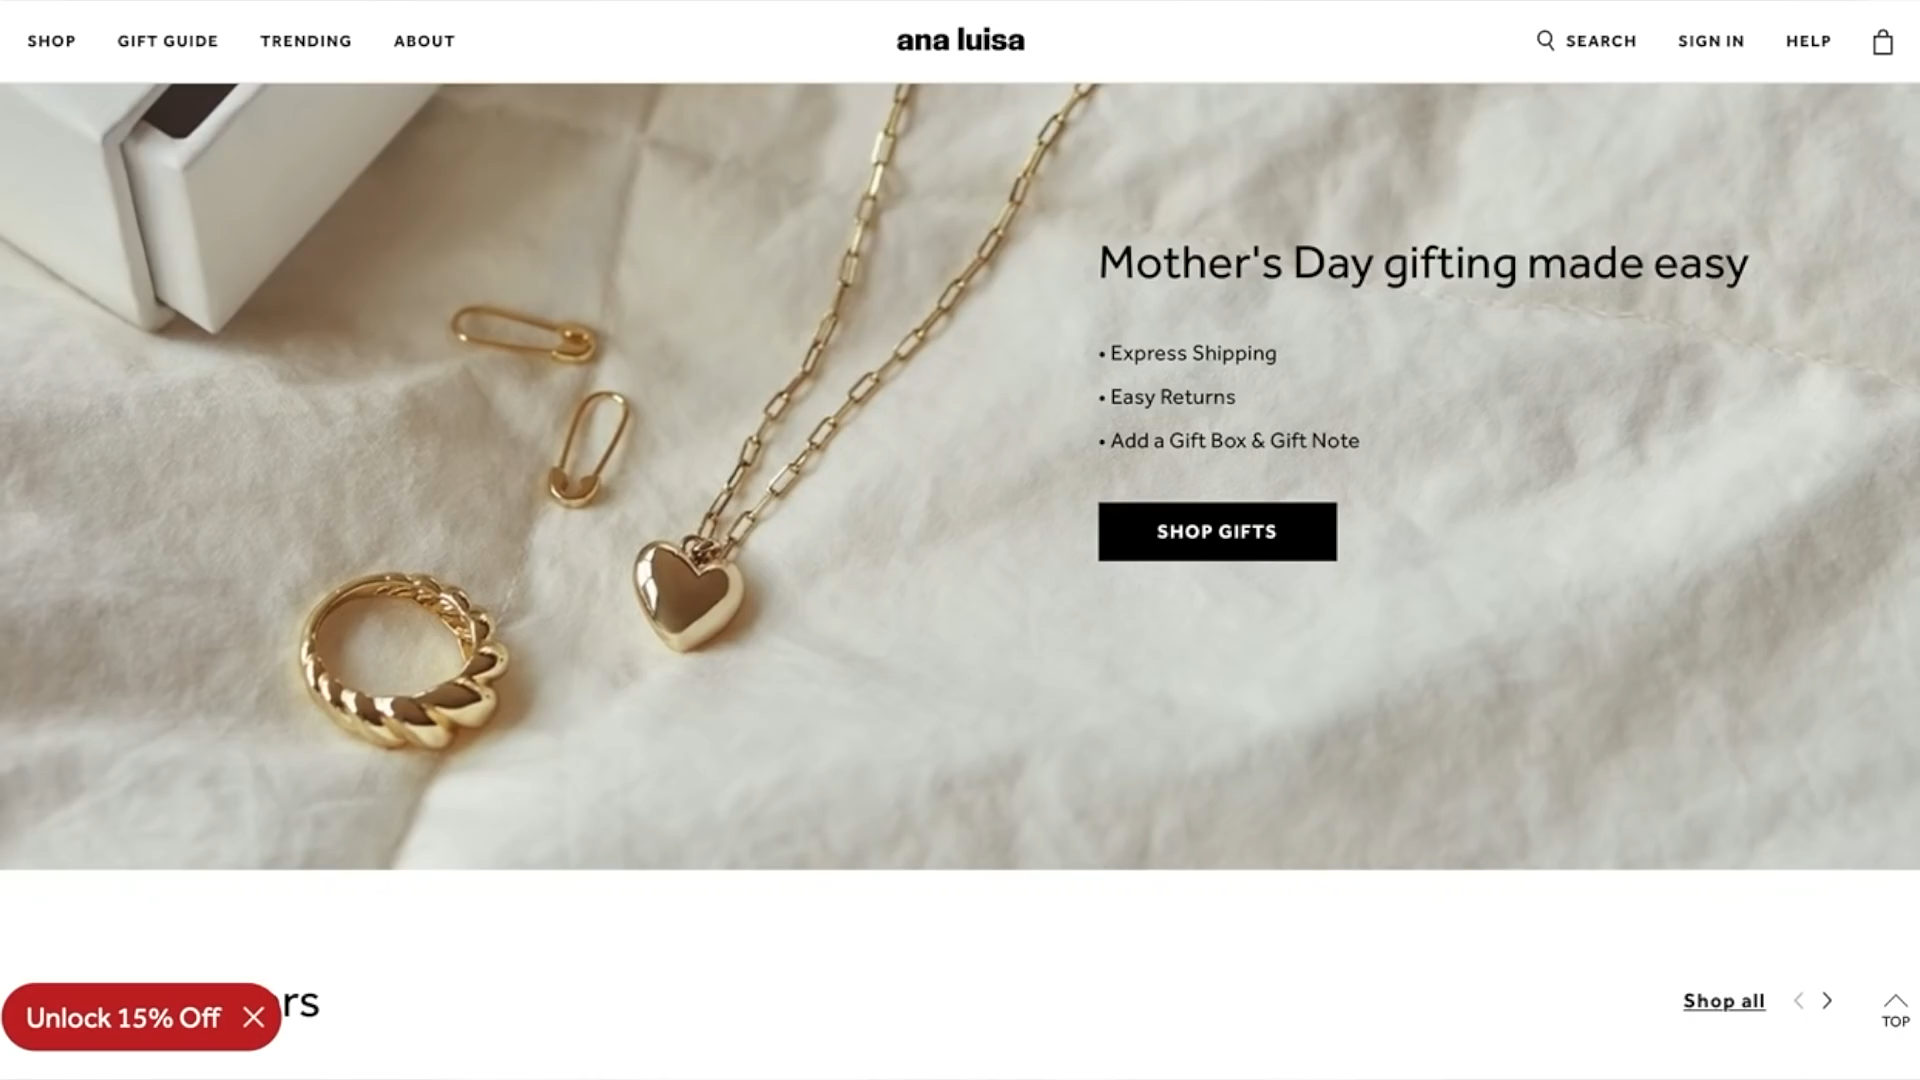 SHOP GIFT GUIDE TRENDING ABOUT ana luisa SEARCH SIGN IN HELP
Mother's Day gifting made easy
• Express Shipping
• Easy Returns
• Add a Gift Box & Gift Note
SHOP GIFTS
Unlock 15% Off
rs
Shop all
TOP